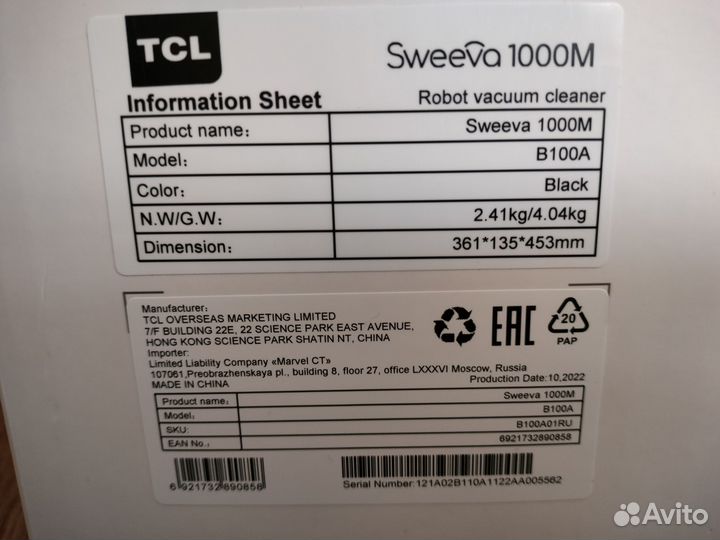 TCL
Sweeva 1000M
Information Sheet
Robot vacuum cleaner
Product name: Sweeva 1000M
Model: B100A
Color: Black
N.W/G.W: 2.41kg/4.04kg
Dimension: 361*135*453mm
Manufacturer:
TCL OVERSEAS MARKETING LIMITED
7/F BUILDING 22E, 22 SCIENCE PARK EAST AVENUE,
HONG KONG SCIENCE PARK SHATIN NT, CHINA
Importer:
Limited Liability Company «Marvel CT»
107061,Preobrazhenskaya pl., building 8, floor 27, office LXXXVI Moscow, Russia
MADE IN CHINA
Production Date:10,2022
EAC
20
PAP
Product name: Sweeva 1000M
Model: B100A
SKU: B100A01RU
EAN No.: 6921732890858
6 921732 890858
Serial Number:121A02B110A1122AA005562
Avito